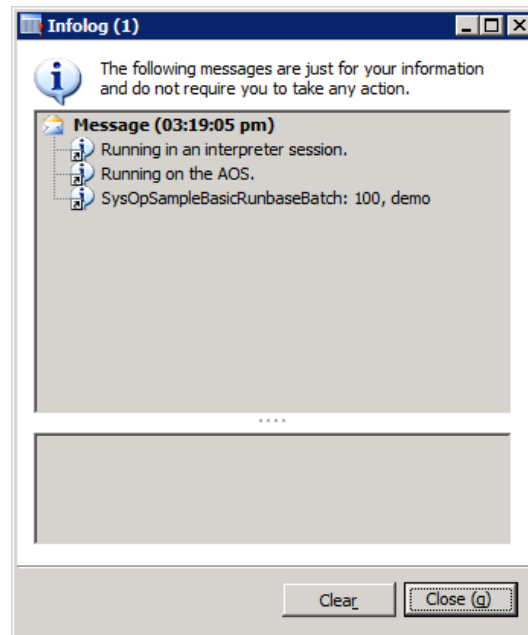 Infolog (1)
The following messages are just for your information
and do not require you to take any action.
Message (03:19:05 pm)
Running in an interpreter session.
Running on the AOS.
SysOpSampleBasicRunbaseBatch: 100, demo
Clear
Close (g)